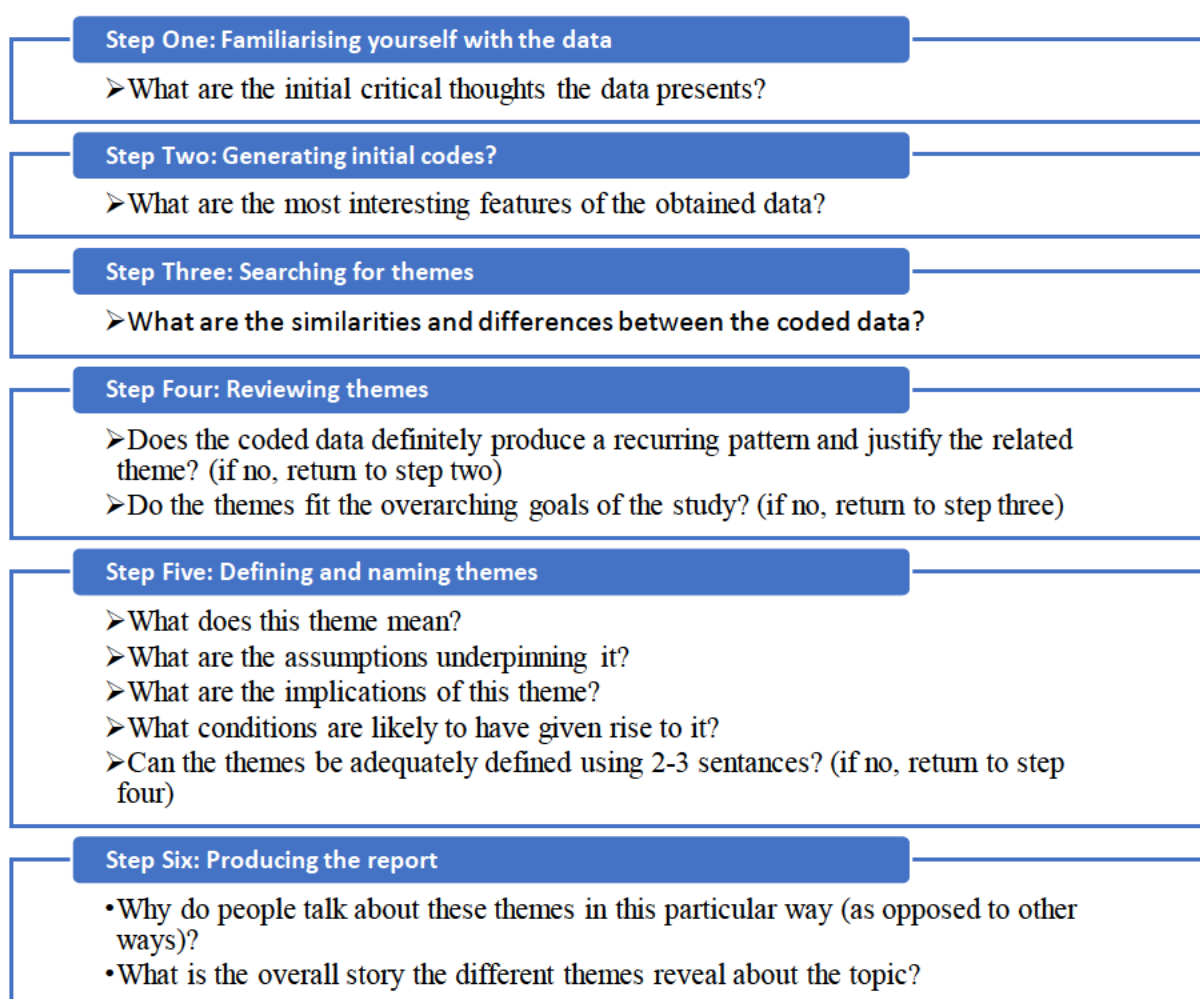 Step One: Familiarising yourself with the data
➢What are the initial critical thoughts the data presents?
Step Two: Generating initial codes?
➢What are the most interesting features of the obtained data?
Step Three: Searching for themes
➢What are the similarities and differences between the coded data?
Step Four: Reviewing themes
➢Does the coded data definitely produce a recurring pattern and justify the related
theme? (if no, return to step two)
➢Do the themes fit the overarching goals of the study? (if no, return to step three)
Step Five: Defining and naming themes
➢What does this theme mean?
➢What are the assumptions underpinning it?
➢What are the implications of this theme?
➢What conditions are likely to have given rise to it?
➢Can the themes be adequately defined using 2-3 sentences? (if no, return to step
four)
Step Six: Producing the report
•Why do people talk about these themes in this particular way (as opposed to other
ways)?
•What is the overall story the different themes reveal about the topic?